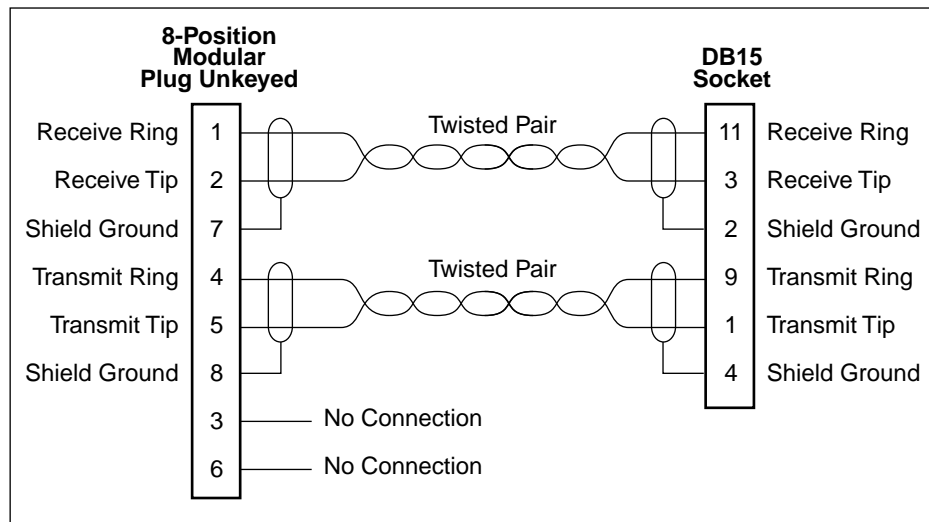 8-Position
Modular
Plug Unkeyed
DB15
Socket
Twisted Pair
Receive Ring 1 11 Receive Ring
Receive Tip 2 3 Receive Tip
Shield Ground 7 2 Shield Ground
Twisted Pair
Transmit Ring 4 9 Transmit Ring
Transmit Tip 5 1 Transmit Tip
Shield Ground 8 4 Shield Ground
3 No Connection
6 No Connection